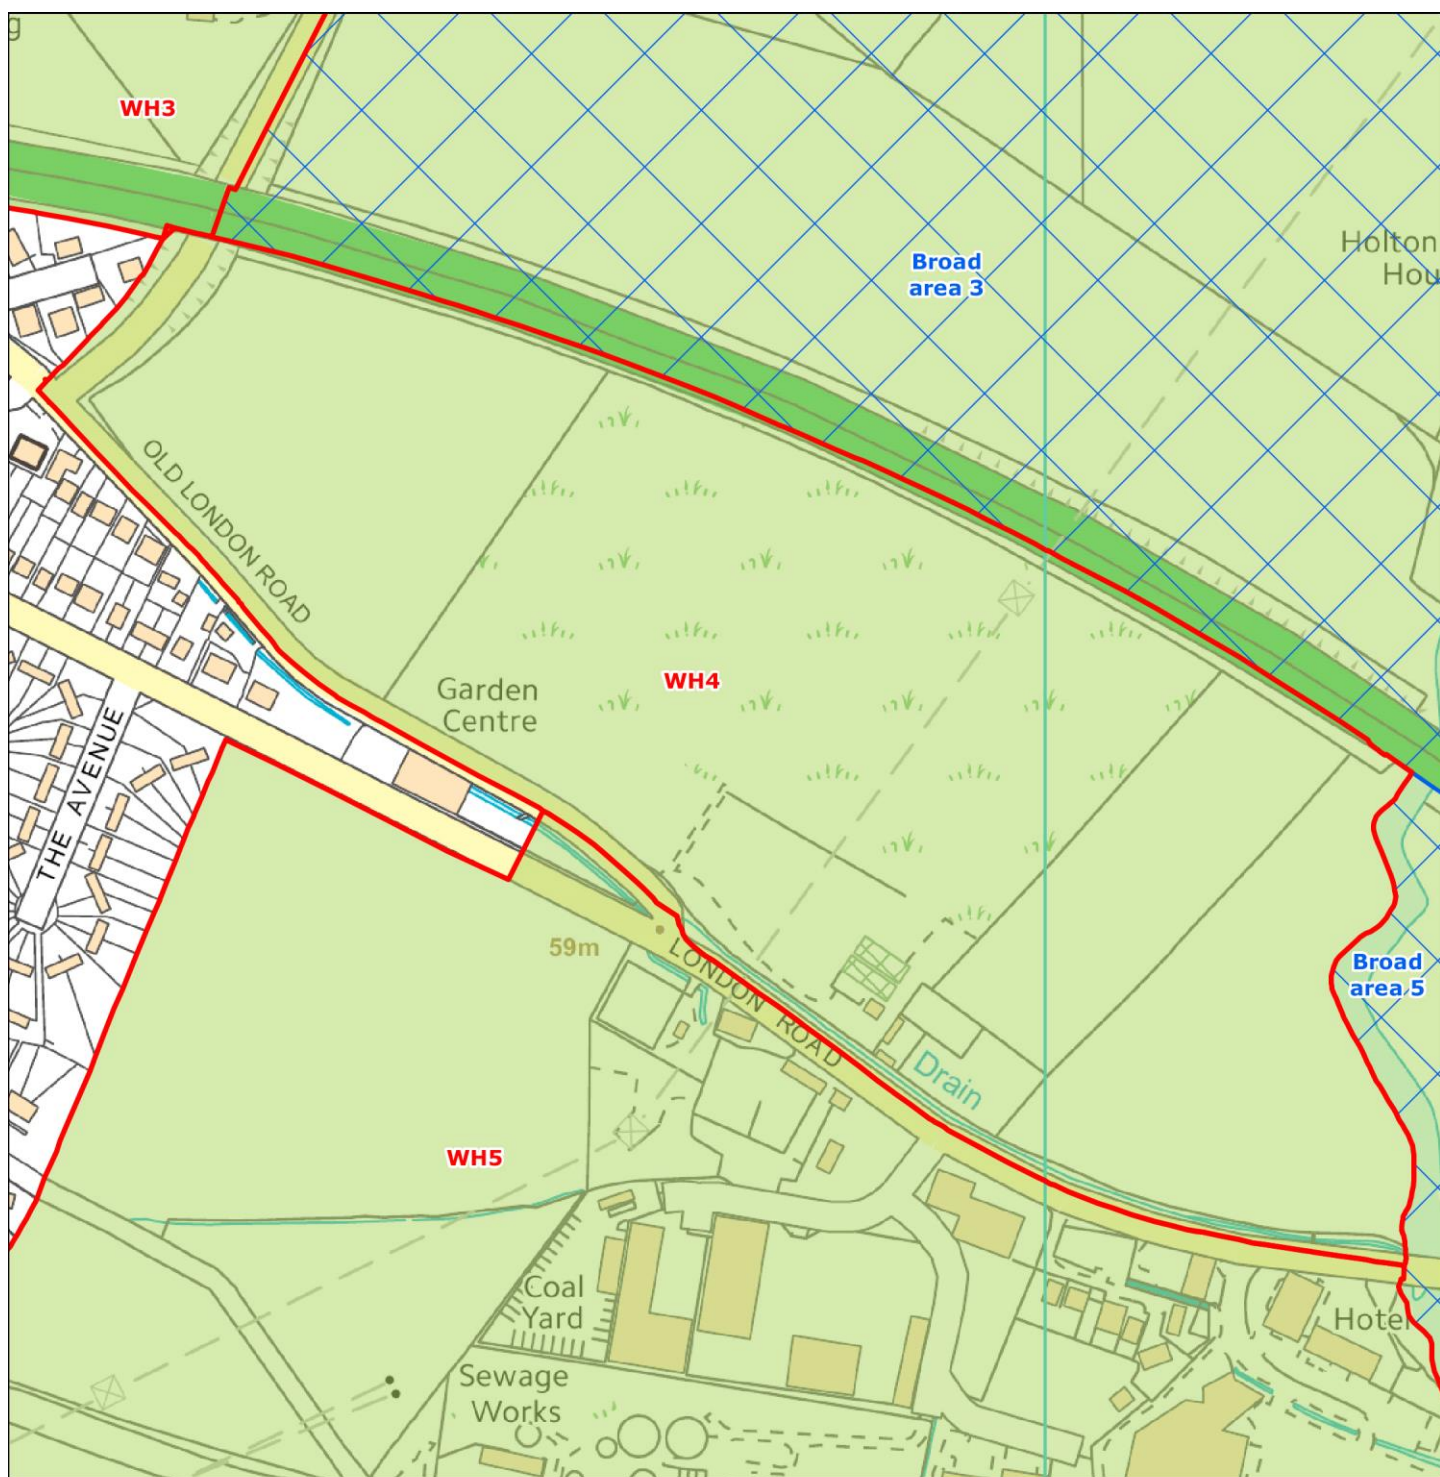 g
WH3
Broad
area 3
Holton
Hou
OLD LONDON ROAD
WH4
Garden
Centre
THE AVENUE
59m
LONDON ROAD
Broad
area 5
Drain
WH5
Coal
Yard
Hotel
Sewage
Works